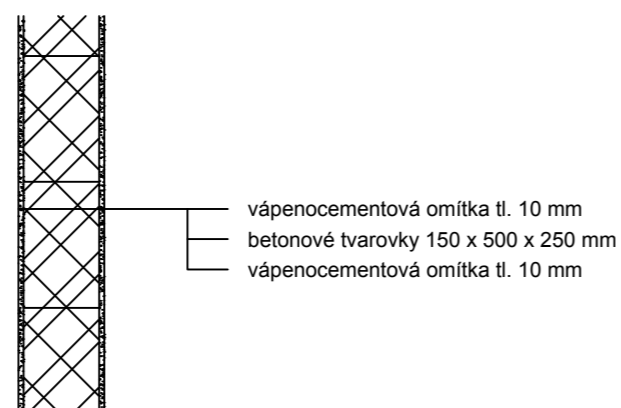 vápenocementová omítka tl. 10 mm
betonové tvarovky 150 x 500 x 250 mm
vápenocementová omítka tl. 10 mm